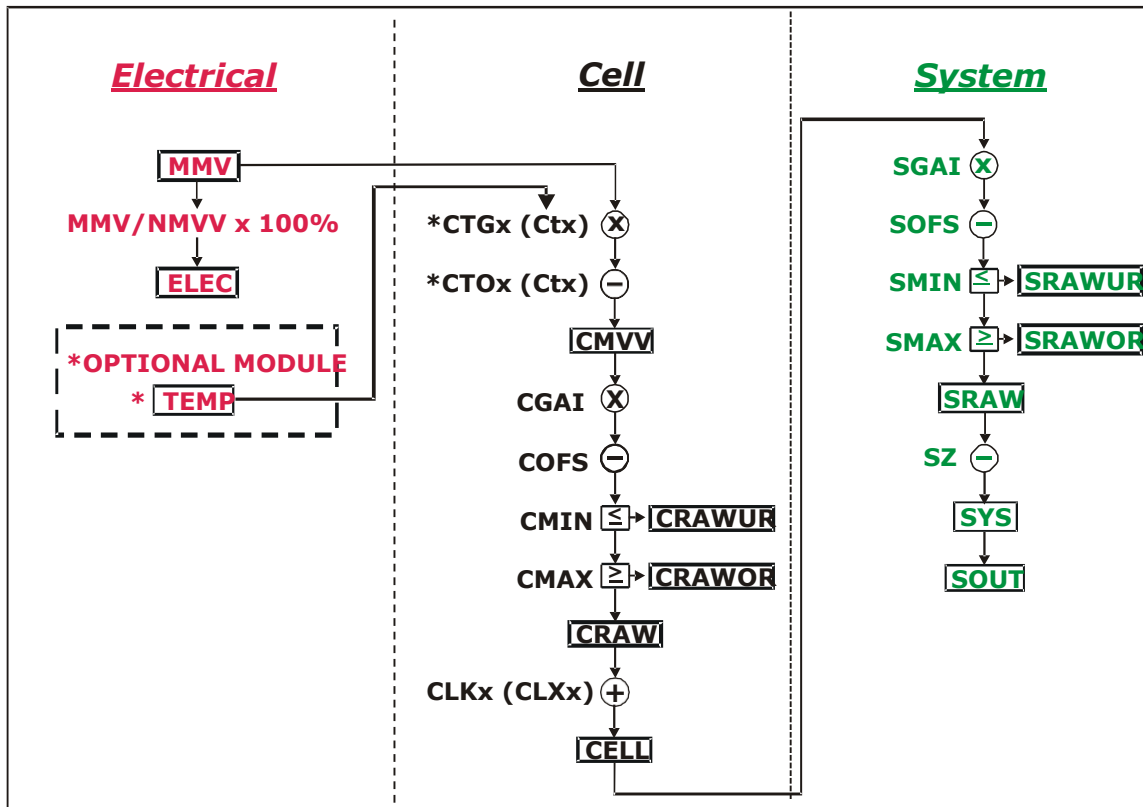 Electrical
MMV
MMV/NMVV x 100%
ELEC
*OPTIONAL MODULE
* TEMP
Cell
*CTGx (Ctx) x
*CTOx (Ctx) −
CMVV
CGAI x
COFS −
CMIN ≤ CRAWUR
CMAX ≥ CRAWOR
CRAW
CLKx (CLXx) +
CELL
System
SGAI x
SOFS −
SMIN ≤ SRAWUR
SMAX ≥ SRAWOR
SRAW
SZ −
SYS
SOUT